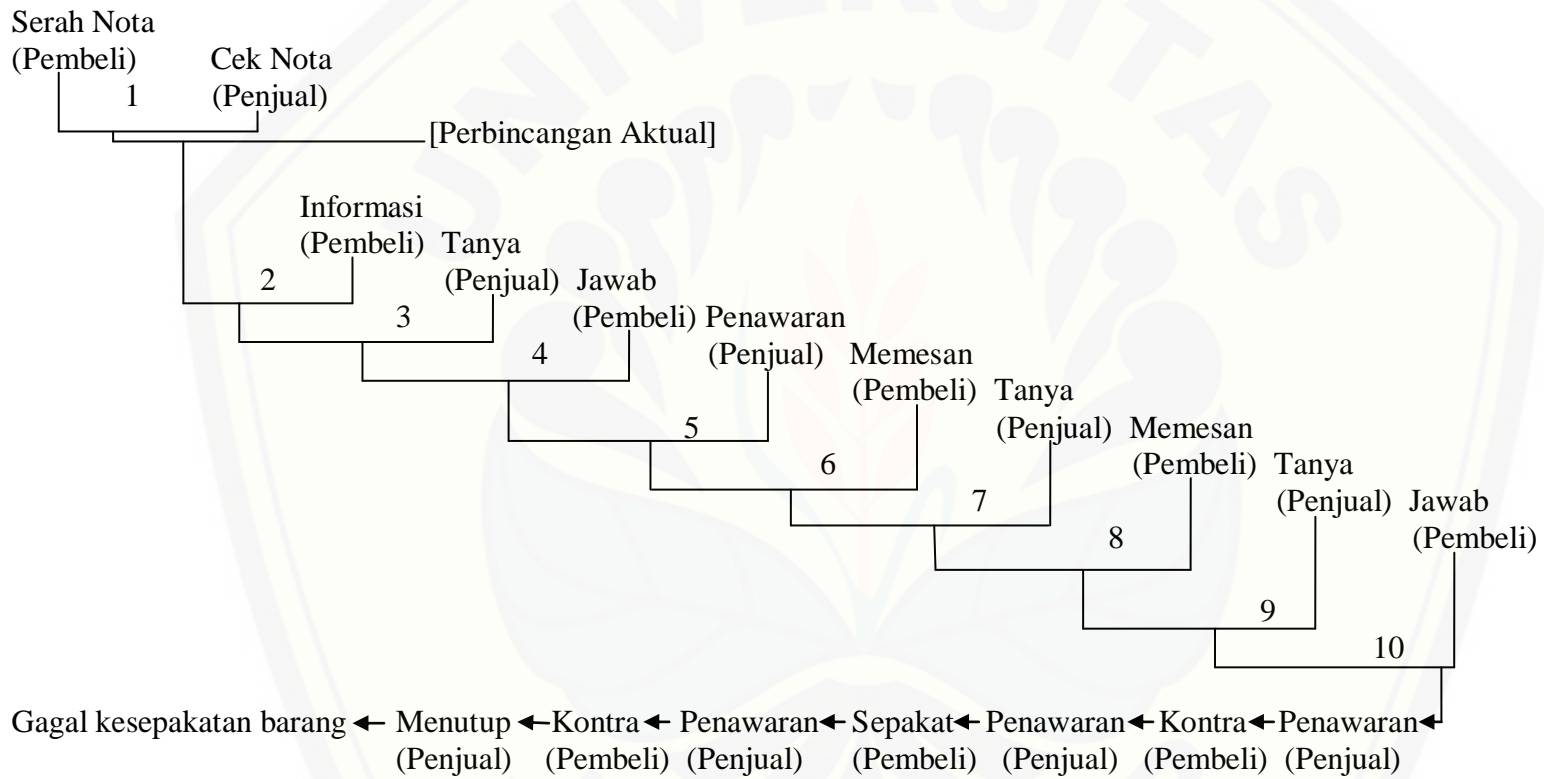 UNIVERSITAS
Serah Nota
(Pembeli)
Cek Nota
(Penjual)
1
[Perbincangan Aktual]
Informasi
(Pembeli)
2
Tanya
(Penjual)
3
Jawab
(Pembeli)
4
Penawaran
(Penjual)
5
Memesan
(Pembeli)
6
Tanya
(Penjual)
7
Memesan
(Pembeli)
8
Tanya
(Penjual)
9
Jawab
(Pembeli)
10
Gagal kesepakatan barang Menutup Kontra Penawaran Sepakat Penawaran Kontra Penawaran
(Penjual) (Pembeli) (Penjual) (Pembeli) (Penjual) (Pembeli) (Penjual)